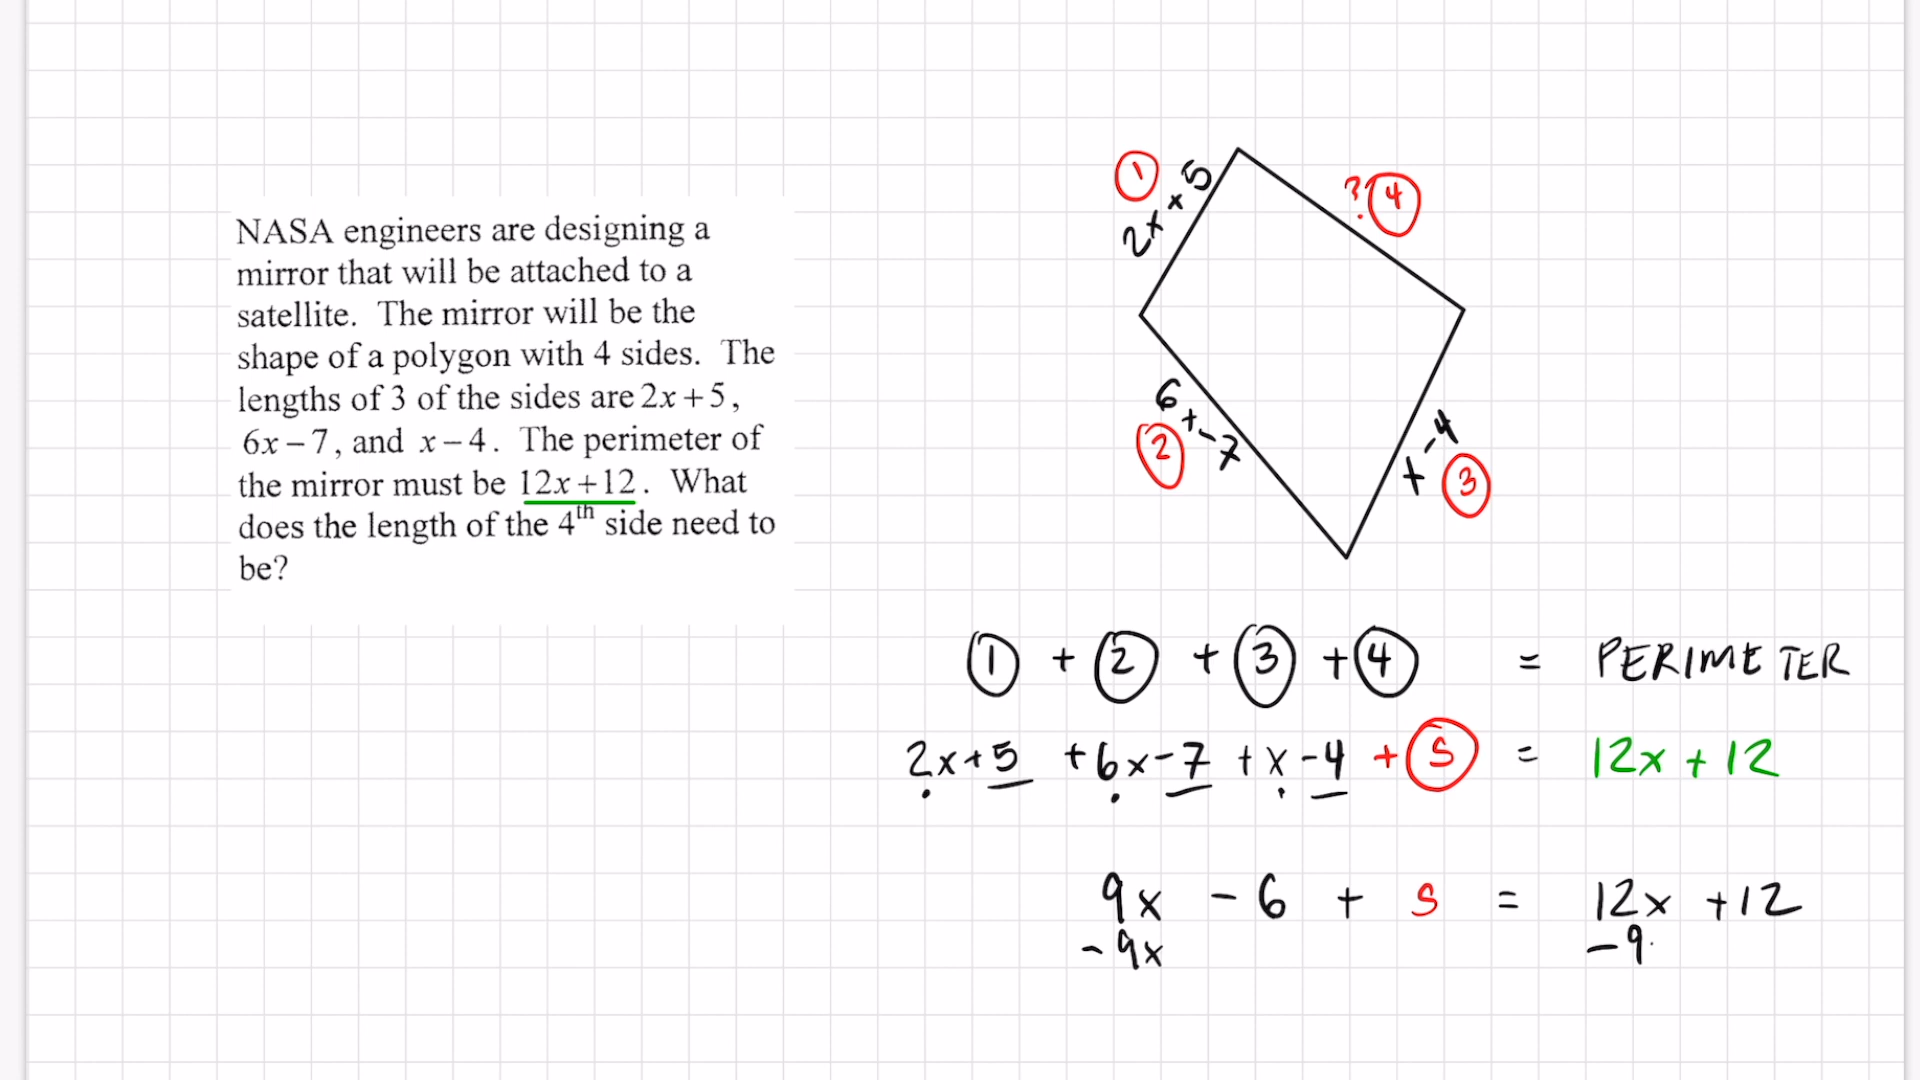 NASA engineers are designing a
mirror that will be attached to a
satellite. The mirror will be the
shape of a polygon with 4 sides. The
lengths of 3 of the sides are 2x + 5,
6x − 7, and x − 4. The perimeter of
the mirror must be 12x + 12. What
does the length of the 4th side need to
be?
① 2x + 5
? ④
6x - 7 ②
x - 4 ③
① + ② + ③ + ④ = PERIMETER
2x + 5 + 6x - 7 + x - 4 + S = 12x + 12
9x - 6 + S = 12x + 12
- 9x - 9